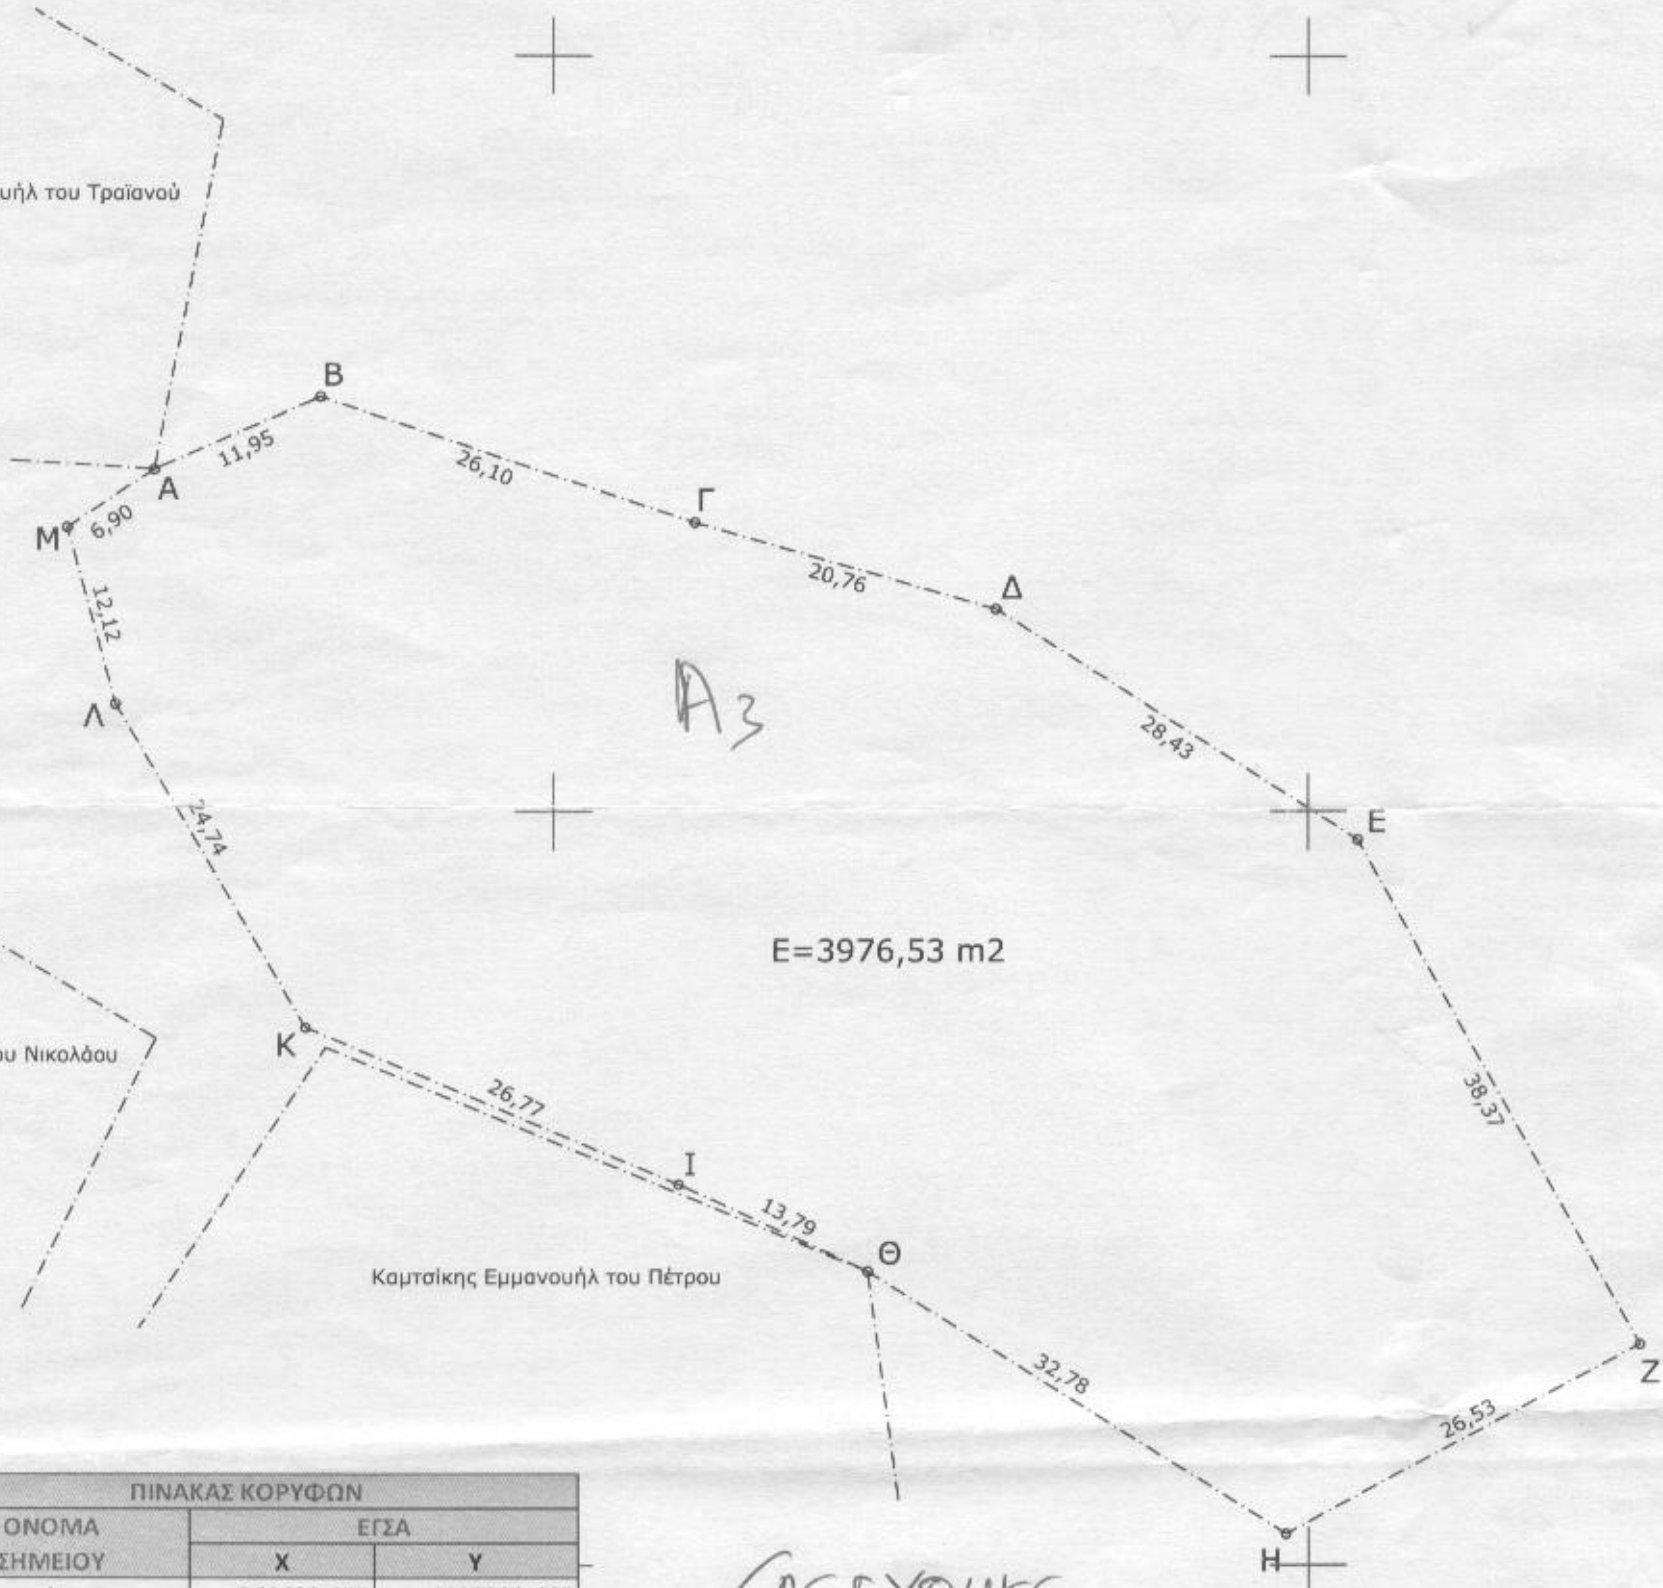 του Τραϊανού
Β
11,95
Α
26,10
Μ
6,90
Γ
12,12
20,76
Δ
Λ
A3
28,43
24,74
Ε
E=3976,53 m2
Κ
Νικολάου
26,77
38,37
Ι
13,79
Θ
Καμτσίκης Εμμανουήλ του Πέτρου
32,78
Ζ
26,53
Η
ΠΙΝΑΚΑΣ ΚΟΡΥΦΩΝ
ΟΝΟΜΑ ΕΓΣΑ
ΣΗΜΕΙΟΥ X Y